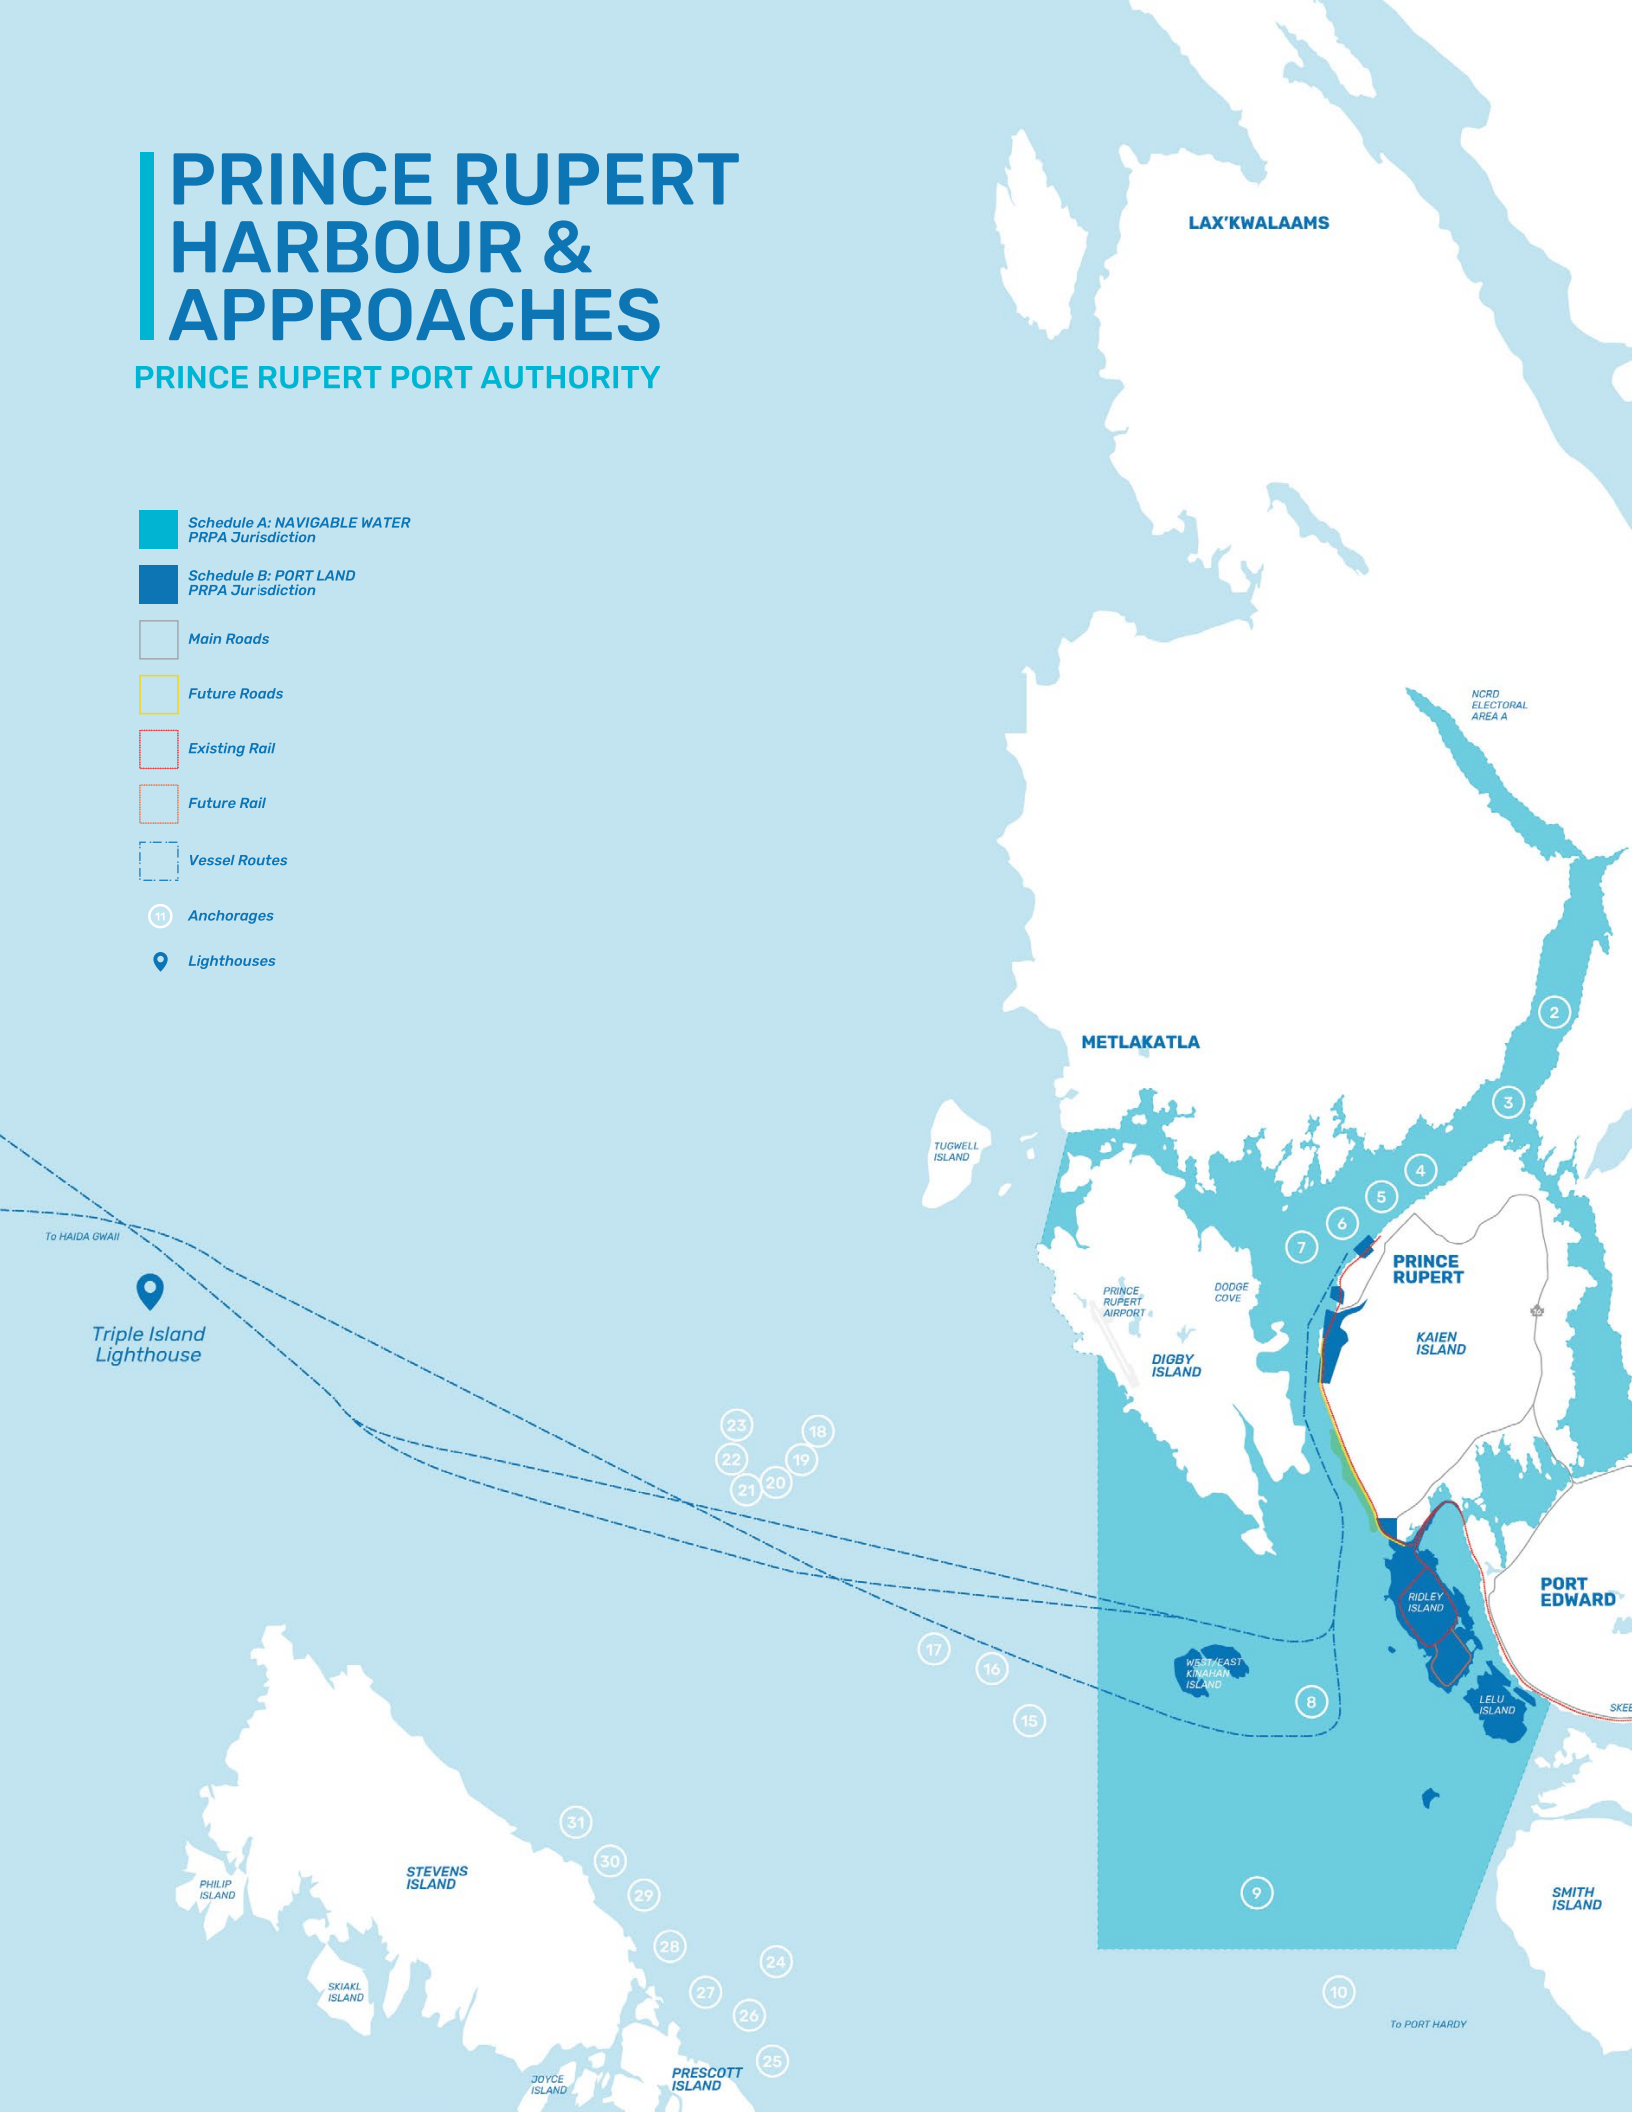 PRINCE RUPERT
HARBOUR &
APPROACHES
PRINCE RUPERT PORT AUTHORITY
Schedule A: NAVIGABLE WATER
PRPA Jurisdiction
Schedule B: PORT LAND
PRPA Jurisdiction
Main Roads
Future Roads
Existing Rail
Future Rail
Vessel Routes
11
Anchorages
Lighthouses
LAX'KWALAAMS
NCRD
ELECTORAL
AREA A
2
METLAKATLA
3
TUGWELL
ISLAND
4
5
6
7
To HAIDA GWAII
Triple Island
Lighthouse
PRINCE
RUPERT
AIRPORT
DODGE
COVE
PRINCE
RUPERT
16
KAIEN
ISLAND
DIGBY
ISLAND
23
18
22
19
21
20
RIDLEY
ISLAND
PORT
EDWARD
17
16
15
WEST/EAST
KINAHAN
ISLAND
8
LELU
ISLAND
SKEE
31
30
29
28
24
27
26
25
STEVENS
ISLAND
PHILIP
ISLAND
SKIAKL
ISLAND
JOYCE
ISLAND
PRESCOTT
ISLAND
9
SMITH
ISLAND
10
To PORT HARDY